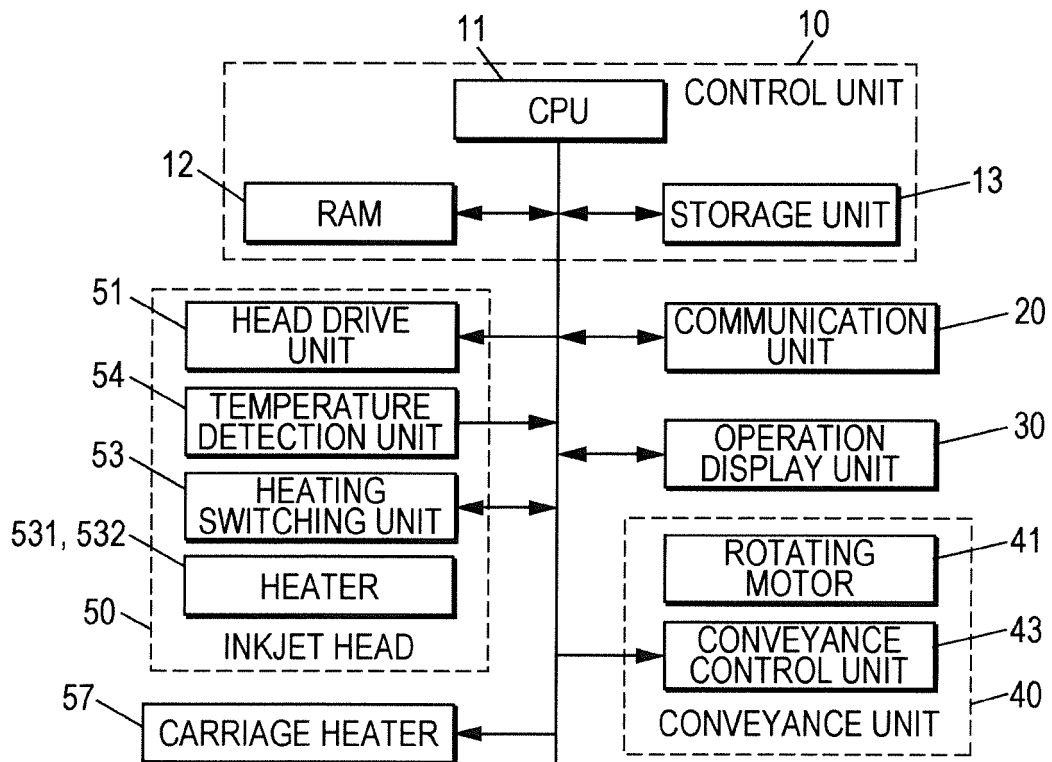 11
10
CPU
CONTROL UNIT
12
13
RAM
STORAGE UNIT
51
HEAD DRIVE
UNIT
COMMUNICATION
UNIT
20
54
TEMPERATURE
DETECTION UNIT
OPERATION
DISPLAY UNIT
30
53
HEATING
SWITCHING UNIT
531, 532
HEATER
50
INKJET HEAD
ROTATING
MOTOR
41
CONVEYANCE
CONTROL UNIT
43
40
CONVEYANCE UNIT
57
CARRIAGE HEATER